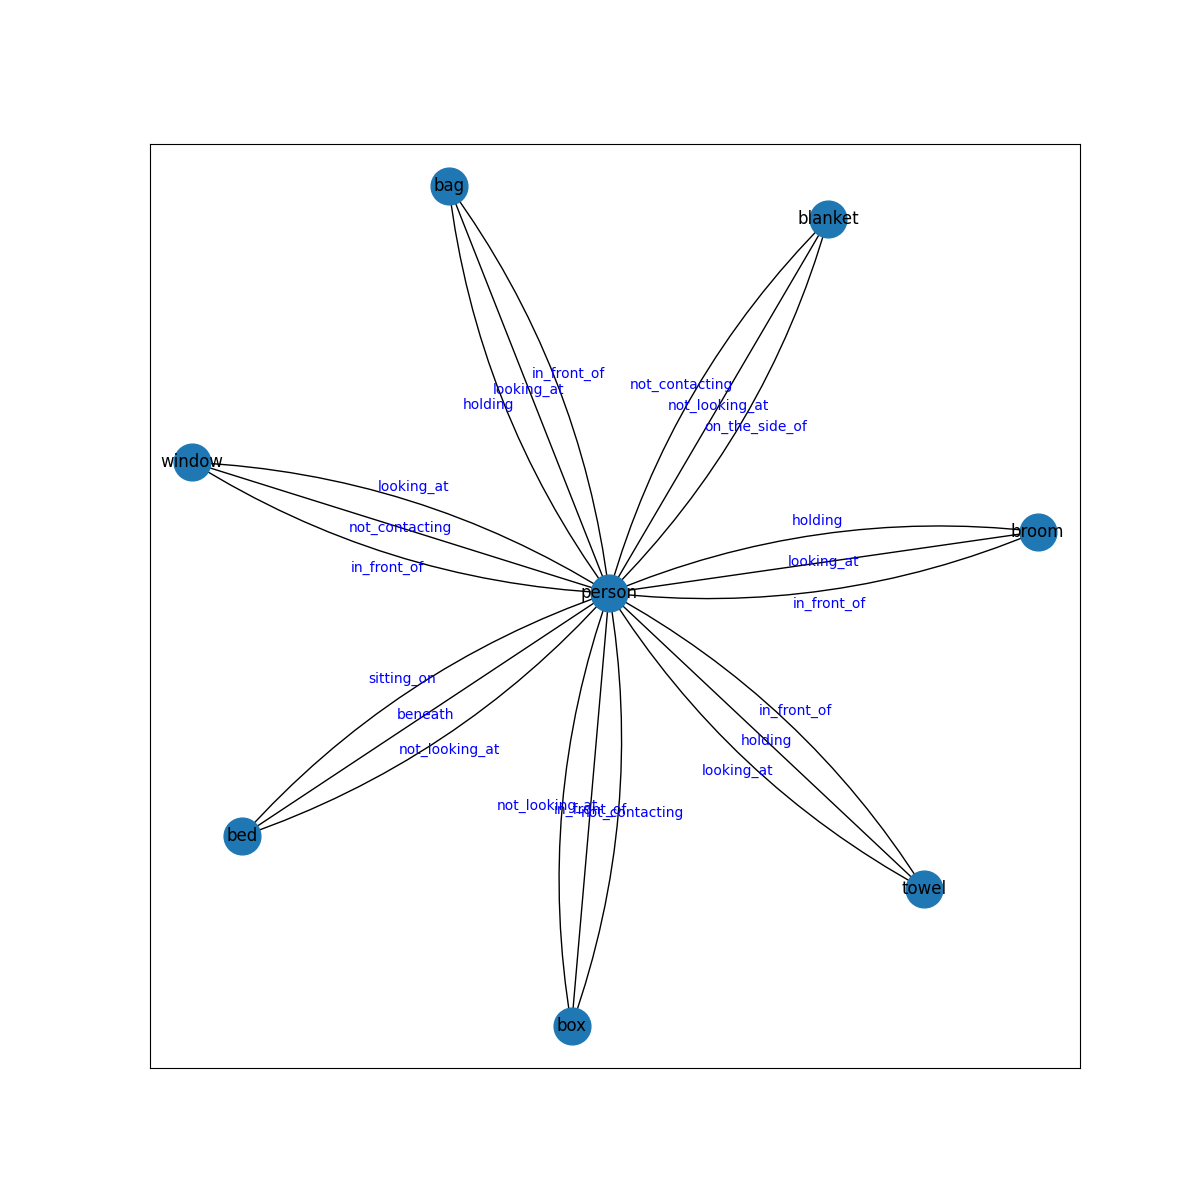 bag
blanket
in_front_of
not_contacting
looking_at
holding
not_looking_at
on_the_side_of
window
looking_at
holding
broom
not_contacting
looking_at
in_front_of
person
in_front_of
sitting_on
beneath
in_front_of
not_looking_at
holding
looking_at
not_looking_at
in_front_of
not_contacting
bed
towel
box